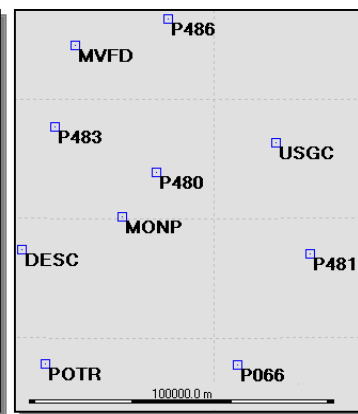 P486
MVFD
P483
USGC
P480
MONP
DESC
P481
POTR
P066
100000.0 m